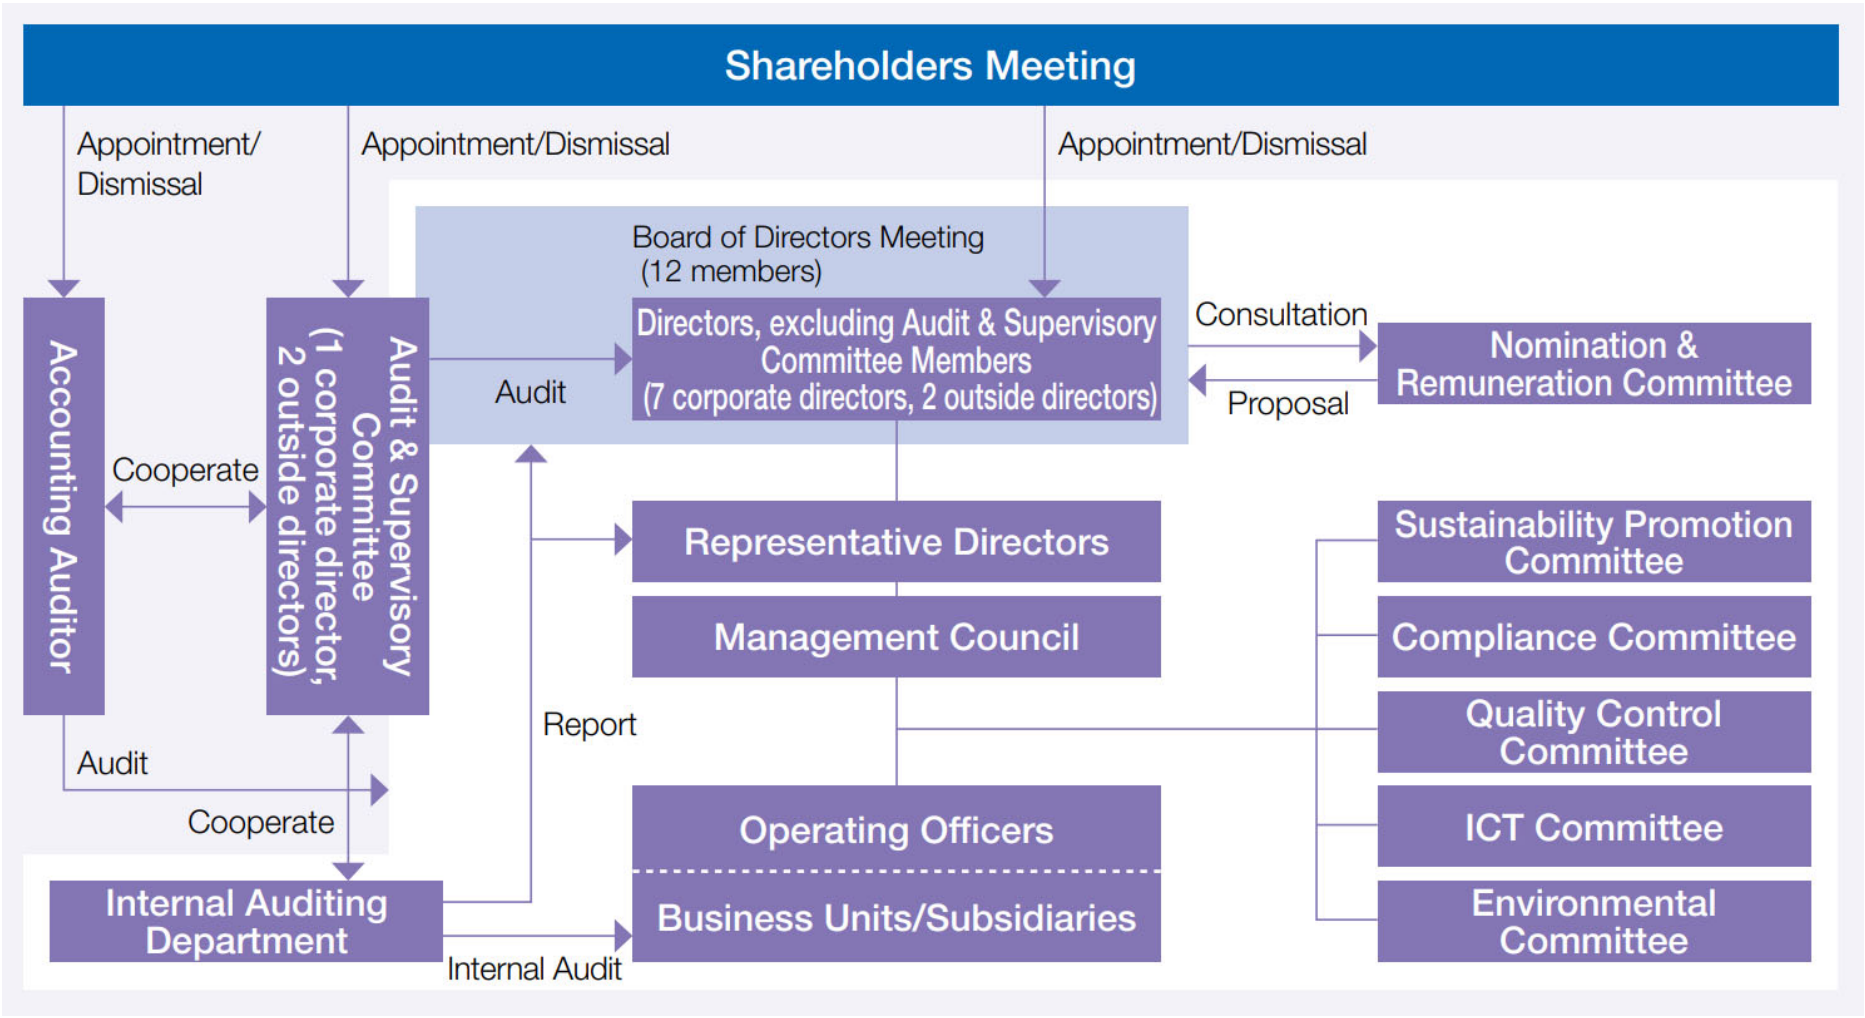 Shareholders Meeting
Appointment/
Dismissal
Appointment/Dismissal
Appointment/Dismissal
Board of Directors Meeting
(12 members)
Accounting Auditor
Cooperate
Audit & Supervisory
Committee
(1 corporate director,
2 outside directors)
Audit
Directors, excluding Audit & Supervisory
Committee Members
(7 corporate directors, 2 outside directors)
Consultation
Proposal
Nomination &
Remuneration Committee
Representative Directors
Management Council
Sustainability Promotion
Committee
Compliance Committee
Quality Control
Committee
ICT Committee
Environmental
Committee
Report
Audit
Cooperate
Operating Officers
Business Units/Subsidiaries
Internal Auditing
Department
Internal Audit